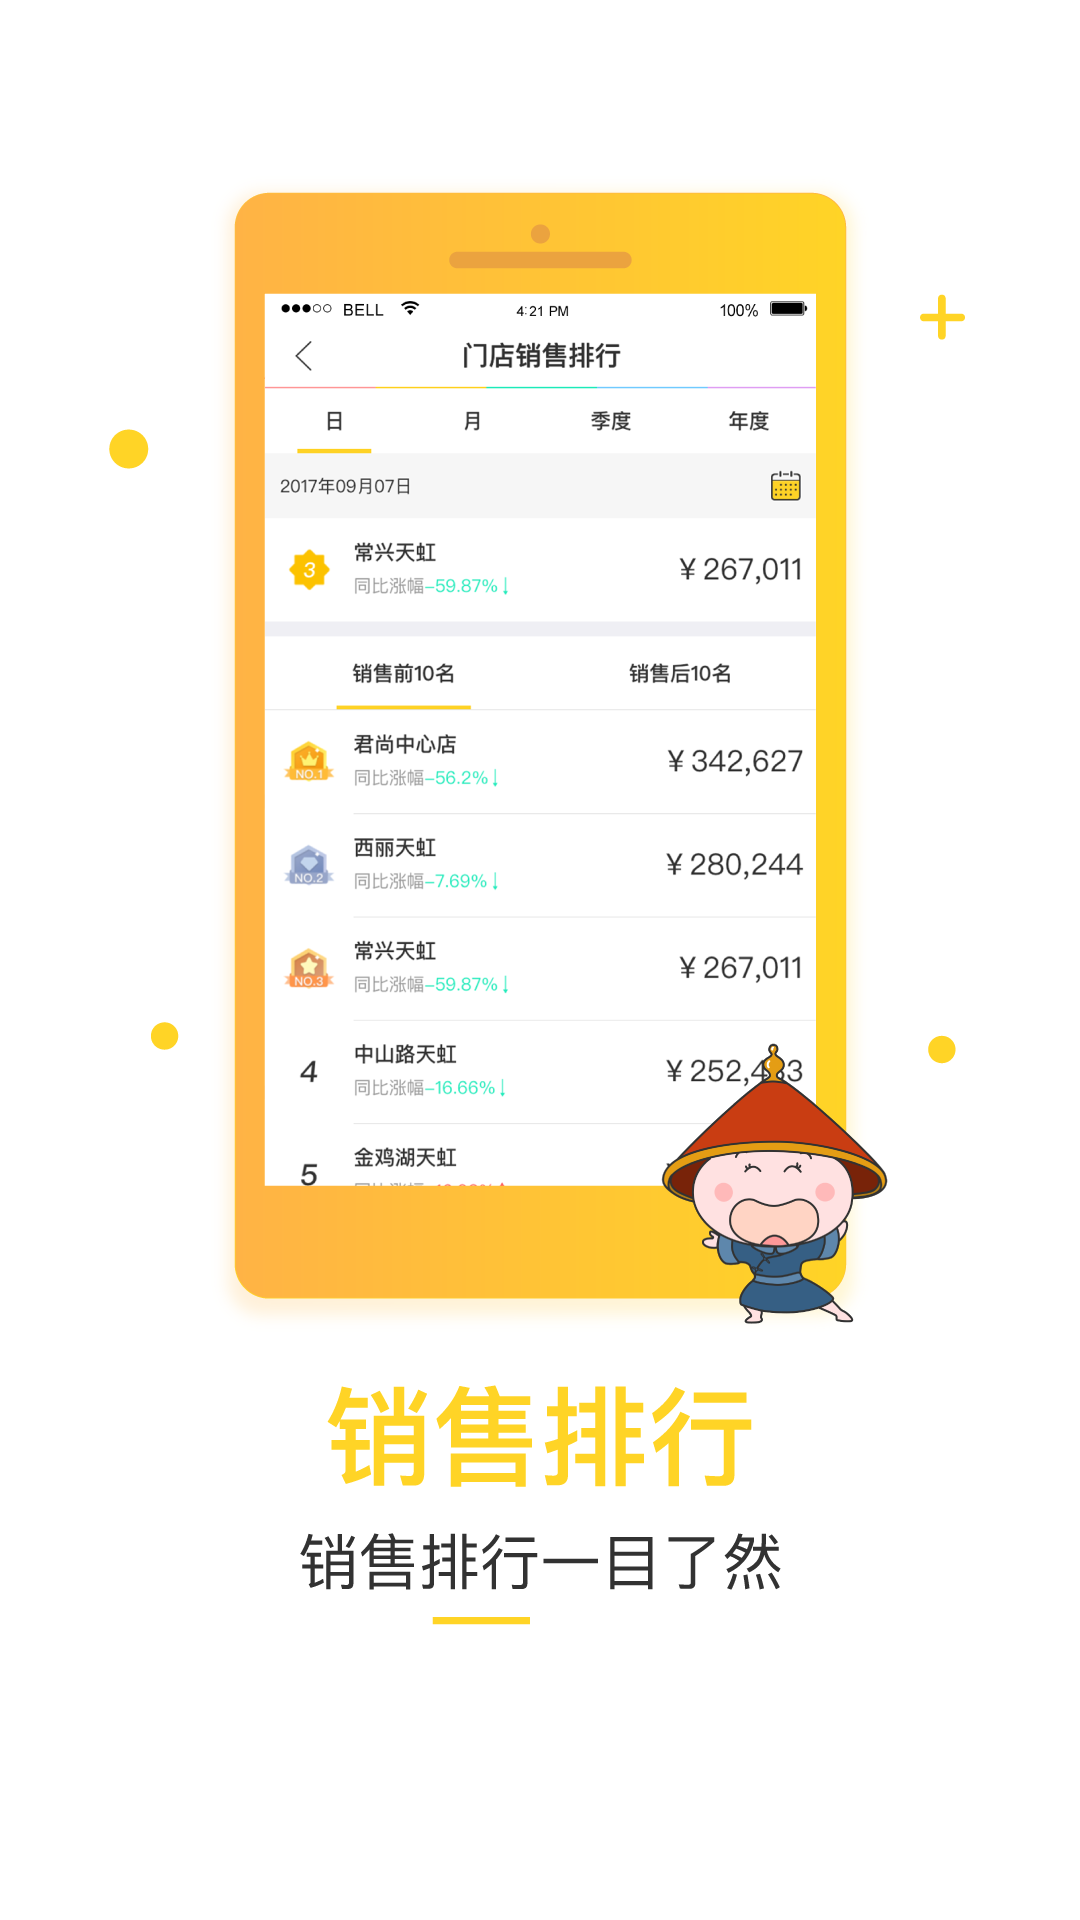 BELL 4:21 PM 100%
门店销售排行
日 月 季度 年度
2017年09月07日
3
常兴天虹
¥ 267,011
同比涨幅-59.87%↓
销售前10名 销售后10名
NO.1
君尚中心店
¥ 342,627
同比涨幅-56.2%↓
NO.2
西丽天虹
¥ 280,244
同比涨幅-7.69%↓
NO.3
常兴天虹
¥ 267,011
同比涨幅-59.87%↓
4
中山路天虹
同比涨幅-16.66%↓
5
金鸡湖天虹
销售排行
销售排行一目了然